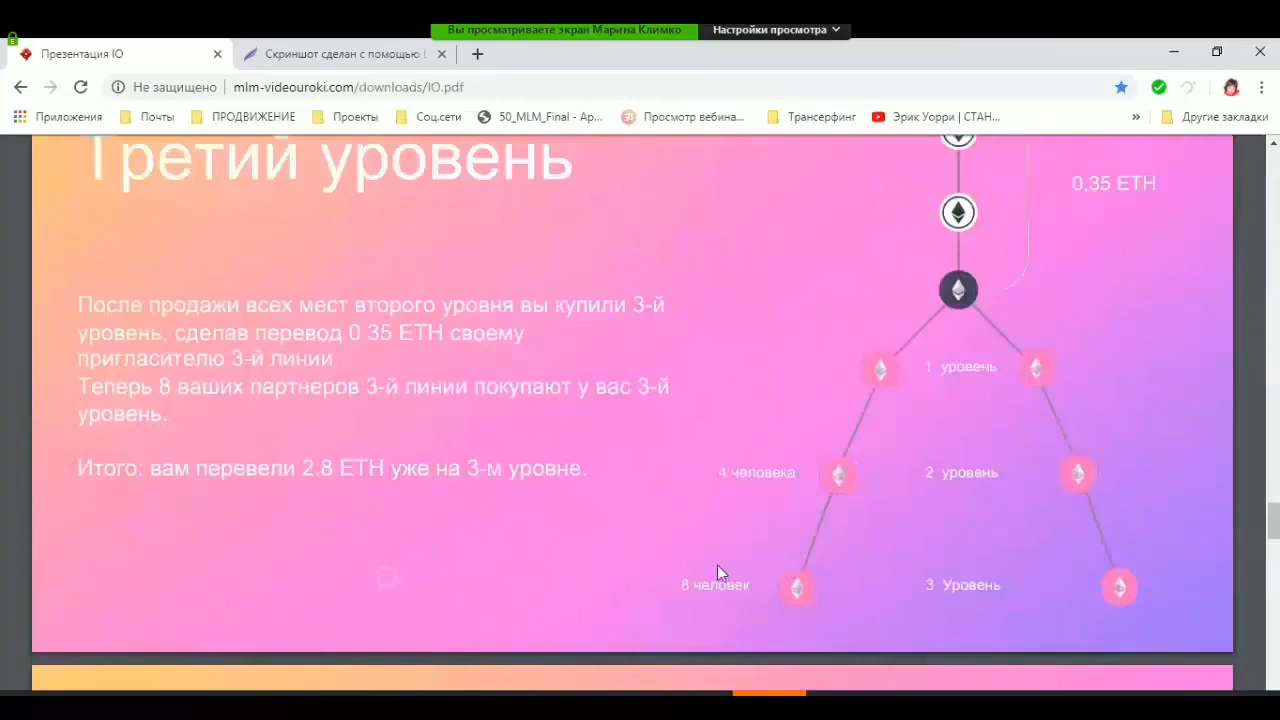 Вы просматриваете экран Марина Климко
Настройки просмотра
Презентация IO
Скриншот сделан с помощью
Не защищено
mlm-videouroki.com/downloads/IO.pdf
Приложения
Почты
ПРОДВИЖЕНИЕ
Проекты
Соц.сети
50_MLM_Final - Ap...
Просмотр вебина...
Трансерфинг
Эрик Уорри | СТАН...
»
Другие закладки
Третий уровень
0,35 ETH
После продажи всех мест второго уровня вы купили 3-й
уровень, сделав перевод 0 35 ETH своему
пригласителю 3-й линии
Теперь 8 ваших партнеров 3-й линии покупают у вас 3-й
уровень.
Итого: вам перевели 2.8 ETH уже на 3-м уровне.
1 уровечь
4 человека
2 уровень
8 человек
3 Уровень